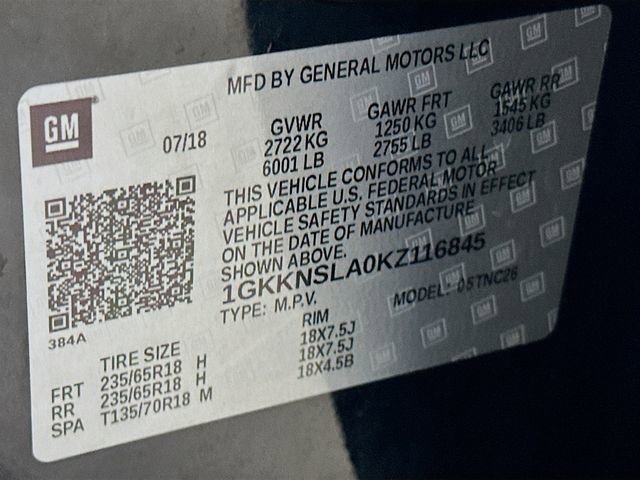 MFD BY GENERAL MOTORS LLC
GM
07/18
GVWR GAWR FRT GAWR RR
2722 KG 1250 KG 1545 KG
6001 LB 2755 LB 3406 LB
THIS VEHICLE CONFORMS TO ALL
APPLICABLE U.S. FEDERAL MOTOR
VEHICLE SAFETY STANDARDS IN EFFECT
ON THE DATE OF MANUFACTURE
SHOWN ABOVE.
1GKKNSLA0KZ116845
TYPE: M.P.V. MODEL: 05TNC26
384A
TIRE SIZE RIM
FRT 235/65R18 H 18X7.5J
RR 235/65R18 H 18X7.5J
SPA T135/70R18 M 18X4.5B